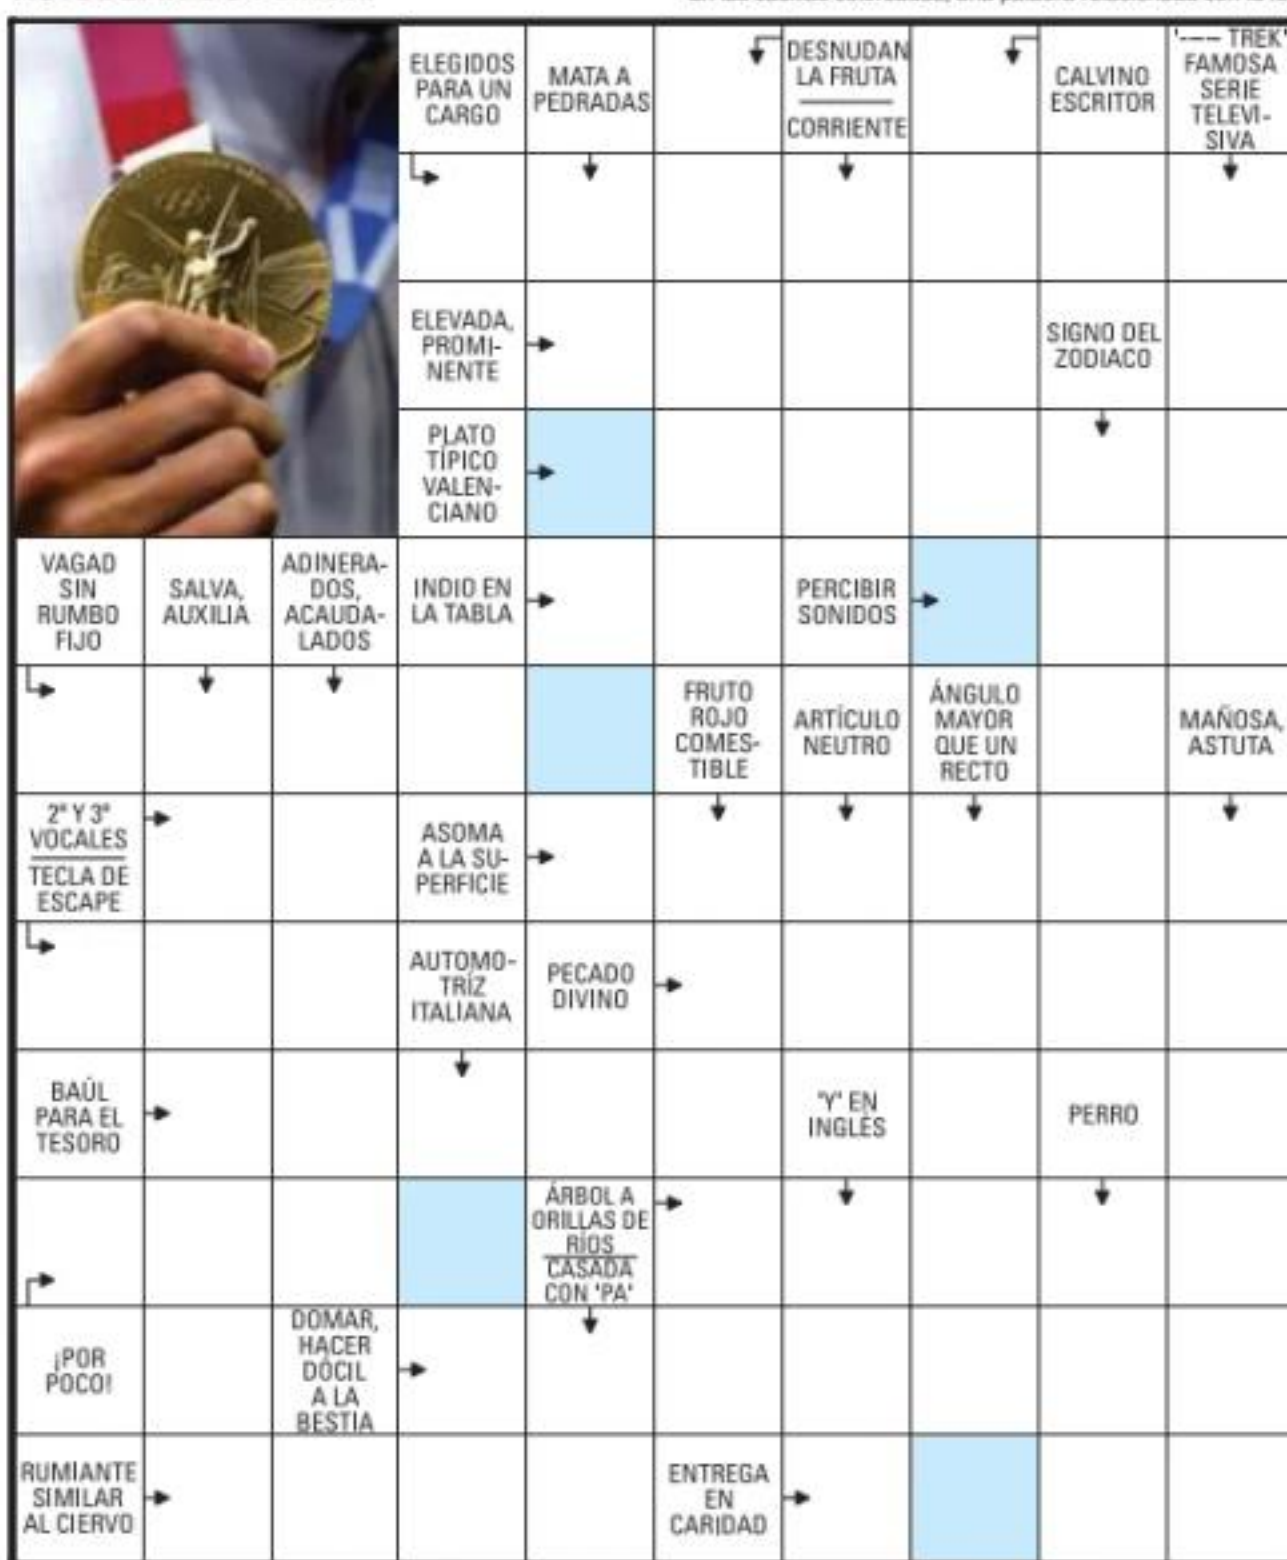 ELEGIDOS
PARA UN
CARGO
MATA A
PEDRADAS
DESNUDAN
LA FRUTA
CORRIENTE
CALVINO
ESCRITOR
'---- TREK'
FAMOSA
SERIE
TELEVI-
SIVA
ELEVADA,
PROMI-
NENTE
SIGNO DEL
ZODIACO
PLATO
TÍPICO
VALEN-
CIANO
VAGAD
SIN
RUMBO
FIJO
SALVA,
AUXILIA
ADINERA-
DOS,
ACAUDA-
LADOS
INDIO EN
LA TABLA
PERCIBIR
SONIDOS
FRUTO
ROJO
COMES-
TIBLE
ARTÍCULO
NEUTRO
ÁNGULO
MAYOR
QUE UN
RECTO
MAÑOSA,
ASTUTA
2ª Y 3ª
VOCALES
TECLA DE
ESCAPE
ASOMA
A LA SU-
PERFICIE
AUTOMO-
TRÍZ
ITALIANA
PECADO
DIVINO
BAÚL
PARA EL
TESORO
'Y' EN
INGLÉS
PERRO
ÁRBOL A
ORILLAS DE
RÍOS
CASADA
CON 'PA'
¡POR
POCO!
DOMAR,
HACER
DÓCIL
A LA
BESTIA
RUMIANTE
SIMILAR
AL CIERVO
ENTREGA
EN
CARIDAD